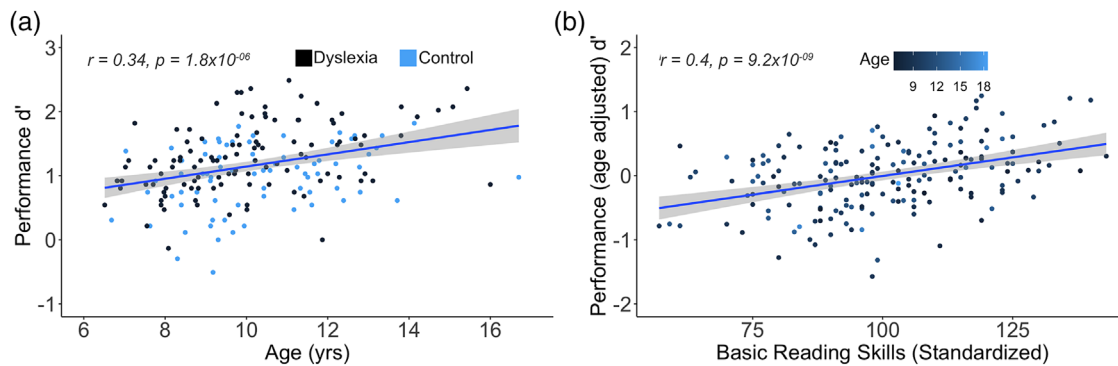 (a)
r = 0.34, p = 1.8x10-06
Dyslexia
Control
Performance d'
3
2
1
0
-1
6 8 10 12 14 16
Age (yrs)
(b)
r = 0.4, p = 9.2x10-09
Age
9 12 15 18
Performance (age adjusted) d'
2
1
0
-1
-2
75 100 125
Basic Reading Skills (Standardized)